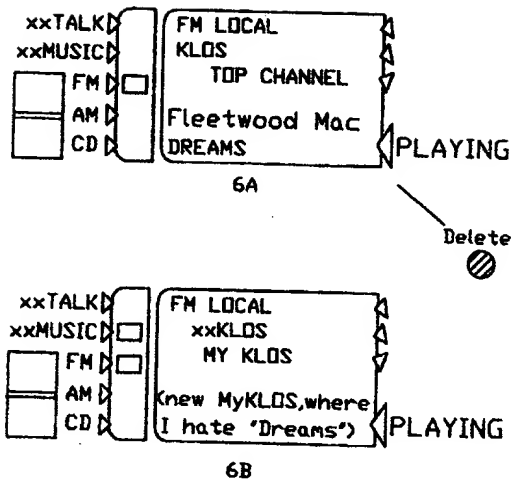 xxTALK
xxMUSIC
FM
AM
CD
FM LOCAL
KLOS
TOP CHANNEL
Fleetwood Mac
DREAMS
PLAYING
6A
Delete
xxTALK
xxMUSIC
FM
AM
CD
FM LOCAL
xxKLOS
MY KLOS
(new MyKLOS,where
I hate "Dreams")
PLAYING
6B